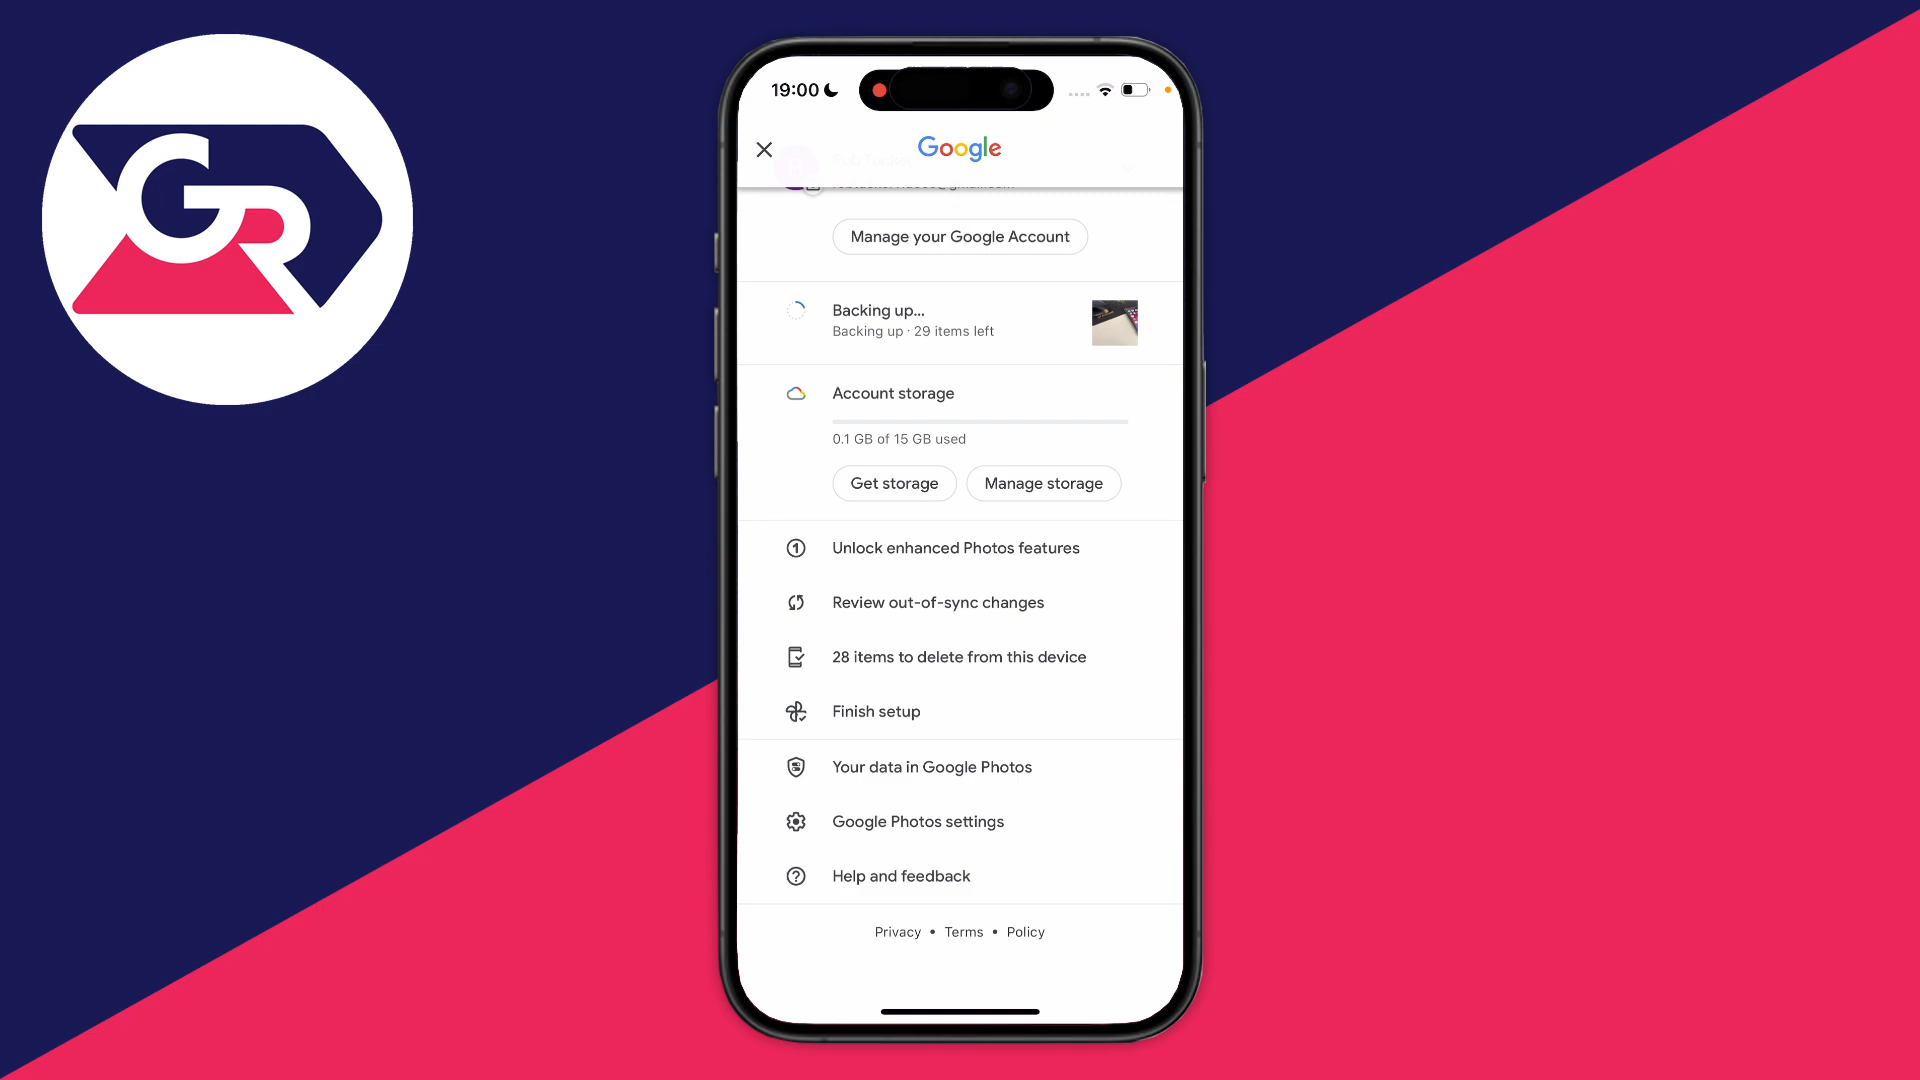 GR
19:00
Google
Manage your Google Account
Backing up...
Backing up · 29 items left
Account storage
0.1 GB of 15 GB used
Get storage
Manage storage
Unlock enhanced Photos features
Review out-of-sync changes
28 items to delete from this device
Finish setup
Your data in Google Photos
Google Photos settings
Help and feedback
Privacy • Terms • Policy